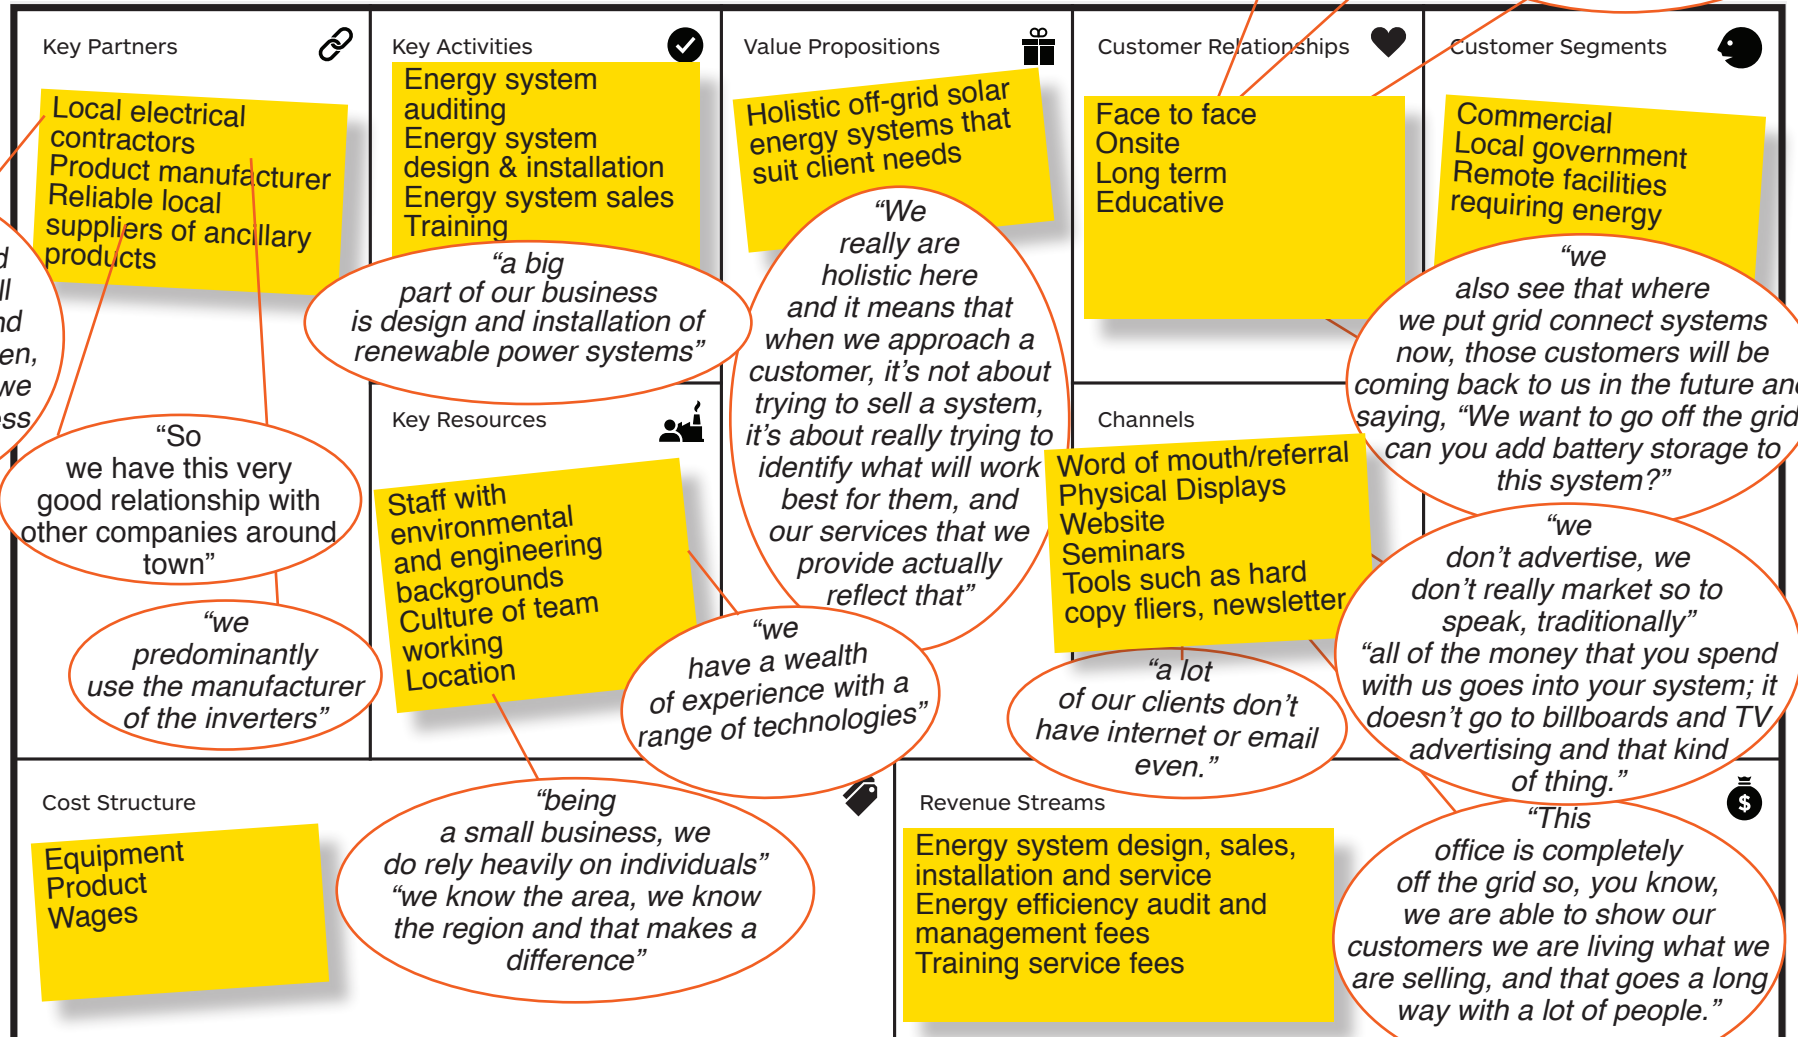 Key Partners
Local electrical
contractors
Product manufacturer
Reliable local
suppliers of ancillary
products
ess
“So
we have this very
good relationship with
other companies around
town”
“we
predominantly
use the manufacturer
of the inverters”
Key Activities
Energy system
auditing
Energy system
design & installation
Energy system sales
Training
“a big
part of our business
is design and installation of
renewable power systems”
Key Resources
Staff with
environmental
and engineering
backgrounds
Culture of team
working
Location
“we
have a wealth
of experience with a
range of technologies”
Value Propositions
Holistic off-grid solar
energy systems that
suit client needs
“We
really are
holistic here
and it means that
when we approach a
customer, it’s not about
trying to sell a system,
it’s about really trying to
identify what will work
best for them, and
our services that we
provide actually
reflect that”
Customer Relationships
Face to face
Onsite
Long term
Educative
Channels
Word of mouth/referral
Physical Displays
Website
Seminars
Tools such as hard
copy fliers, newsletter
“a lot
of our clients don’t
have internet or email
even.”
Customer Segments
Commercial
Local government
Remote facilities
requiring energy
“we
also see that where
we put grid connect systems
now, those customers will be
coming back to us in the future and
saying, “We want to go off the grid
can you add battery storage to
this system?”
“we
don’t advertise, we
don’t really market so to
speak, traditionally”
“all of the money that you spend
with us goes into your system; it
doesn’t go to billboards and TV
advertising and that kind
of thing.”
Cost Structure
Equipment
Product
Wages
“being
a small business, we
do rely heavily on individuals”
“we know the area, we know
the region and that makes a
difference”
Revenue Streams
$
Energy system design, sales,
installation and service
Energy efficiency audit and
management fees
Training service fees
“This
office is completely
off the grid so, you know,
we are able to show our
customers we are living what we
are selling, and that goes a long
way with a lot of people.”